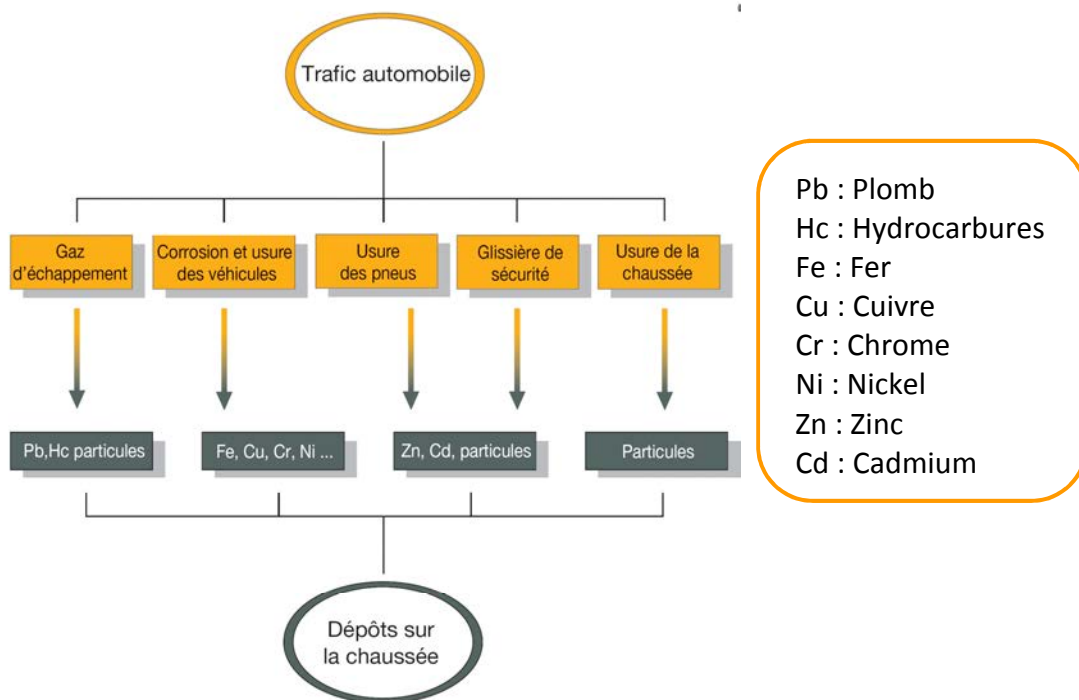 Trafic automobile
Gaz
d'échappement
Corrosion et usure
des véhicules
Usure
des pneus
Glissière de
sécurité
Usure de la
chaussée
Pb,Hc particules
Fe, Cu, Cr, Ni ...
Zn, Cd, particules
Particules
Dépôts sur
la chaussée
Pb : Plomb
Hc : Hydrocarbures
Fe : Fer
Cu : Cuivre
Cr : Chrome
Ni : Nickel
Zn : Zinc
Cd : Cadmium